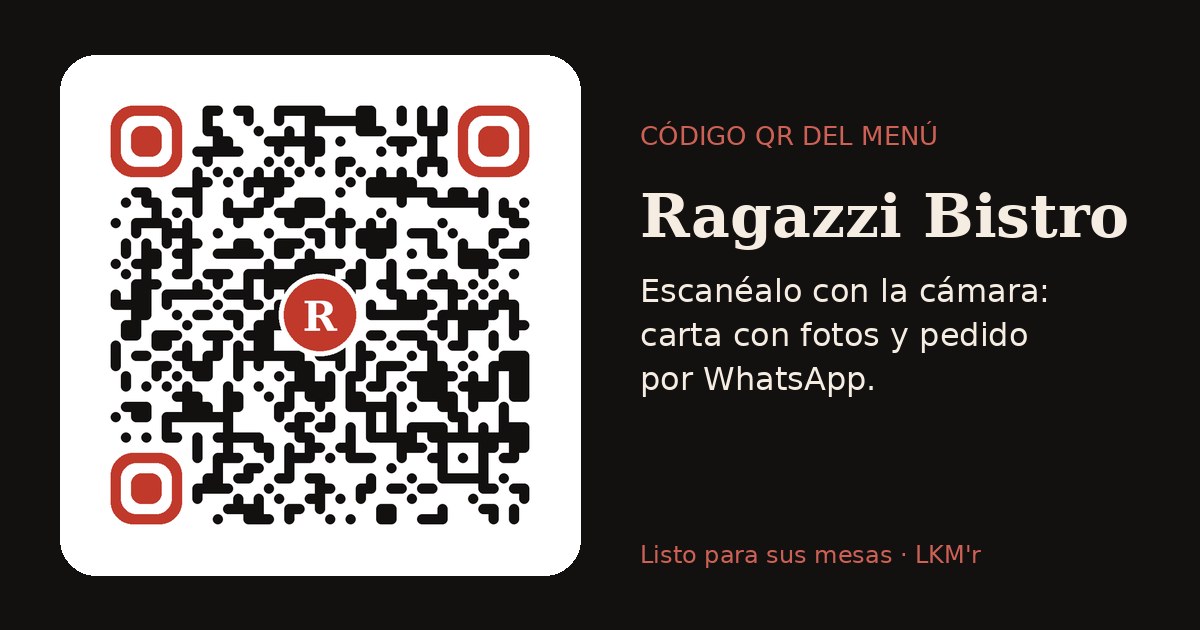 CÓDIGO QR DEL MENÚ
Ragazzi Bistro
Escanéalo con la cámara:
carta con fotos y pedido
por WhatsApp.
R
Listo para sus mesas · LKM'r